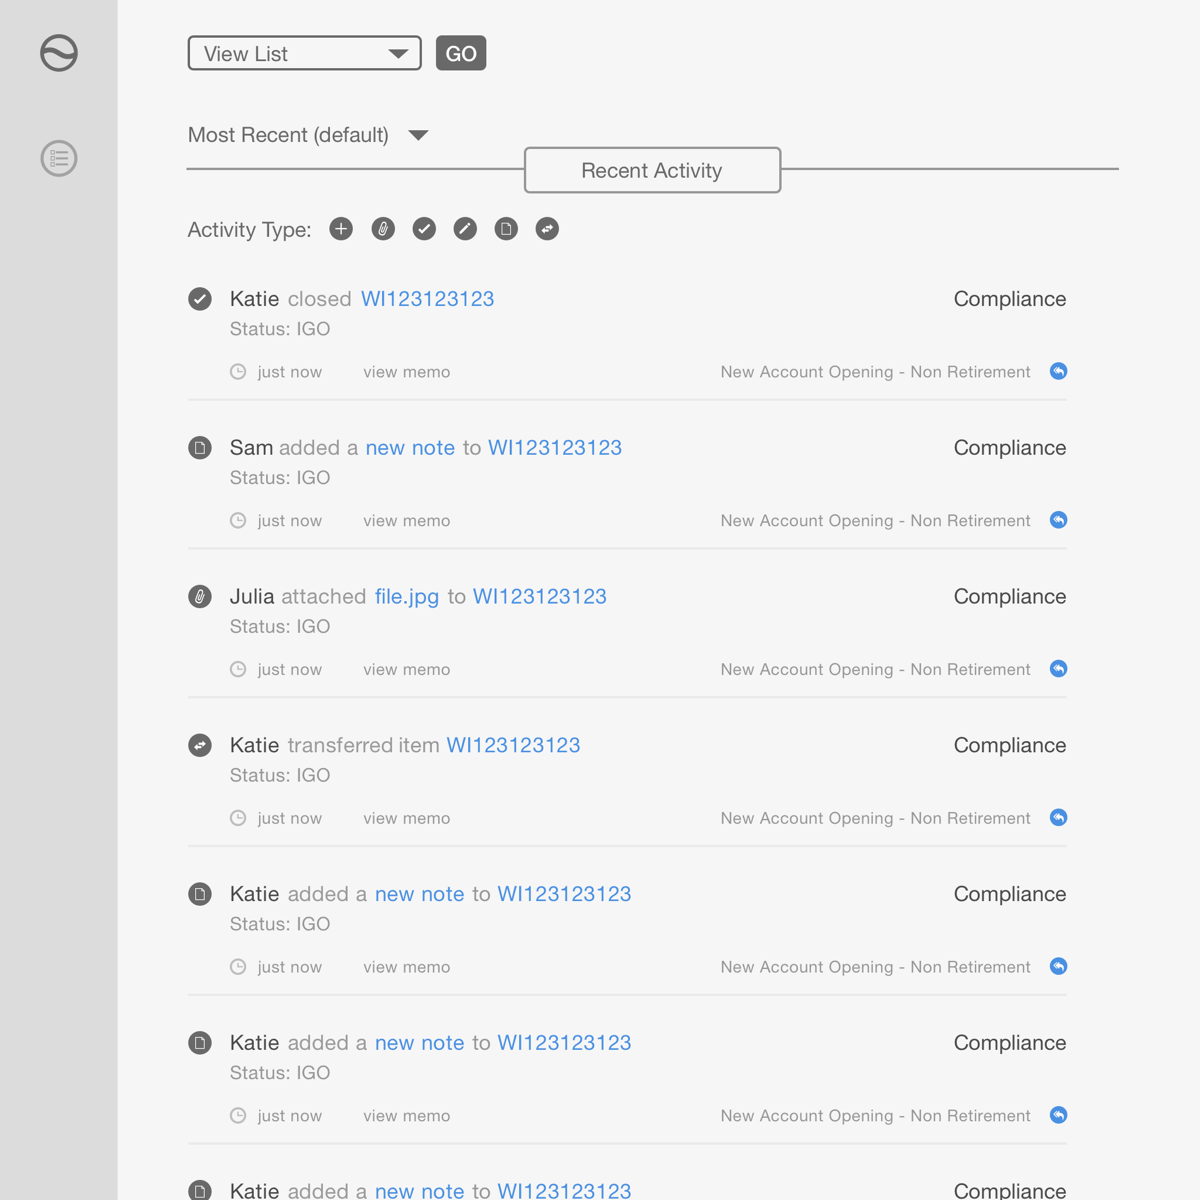 View List GO
Most Recent (default)
Recent Activity
Activity Type:
Katie closed WI123123123 Compliance
Status: IGO
just now view memo New Account Opening - Non Retirement
Sam added a new note to WI123123123 Compliance
Status: IGO
just now view memo New Account Opening - Non Retirement
Julia attached file.jpg to WI123123123 Compliance
Status: IGO
just now view memo New Account Opening - Non Retirement
Katie transferred item WI123123123 Compliance
Status: IGO
just now view memo New Account Opening - Non Retirement
Katie added a new note to WI123123123 Compliance
Status: IGO
just now view memo New Account Opening - Non Retirement
Katie added a new note to WI123123123 Compliance
Status: IGO
just now view memo New Account Opening - Non Retirement
Katie added a new note to WI123123123 Compliance